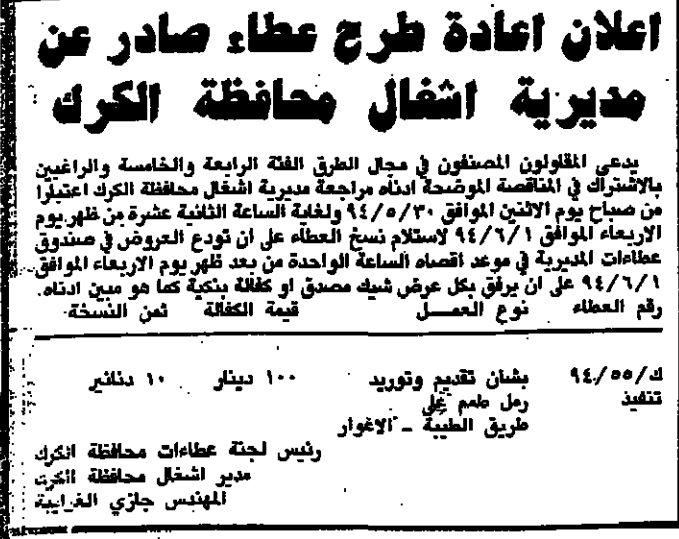 اعلان اعادة طرح عطاء صادر عن
مديرية اشغال محافظة الكرك
يدعى المقاولون المصنفون في مجال الطرق الفئة الرابعة والخامسة والراغبين
بالاشتراك في المناقصة الموضحة ادناه مراجعة مديرية اشغال محافظة الكرك اعتبارا
من صباح يوم الاثنين الموافق ٩٤/٥/٣٠ ولغاية الساعة الثانية عشرة من ظهر يوم
الاربعاء الموافق ٩٤/٦/١ لاستلام نسخ العطاء على ان تودع العروض في صندوق
عطاءات المديرية في موعد اقصاه الساعة الواحدة من بعد ظهر يوم الاربعاء الموافق
٩٤/٦/١ على ان يرفق بكل عرض شيك مصدق او كفالة بنكية كما هو مبين ادناه.
رقم العطاء نوع العمـــل قيمة الكفالة ثمن النسخة
ك/٩٤/٥٥ بشان تقديم وتوريد ١٠٠ دينار ١٠ دنانير
تنفيذ رمل طمم على
طريق الطيبة - الاغوار
رئيس لجنة عطاءات محافظة الكرك
مدير اشغال محافظة الكرك
المهندس جازي الغرايبة